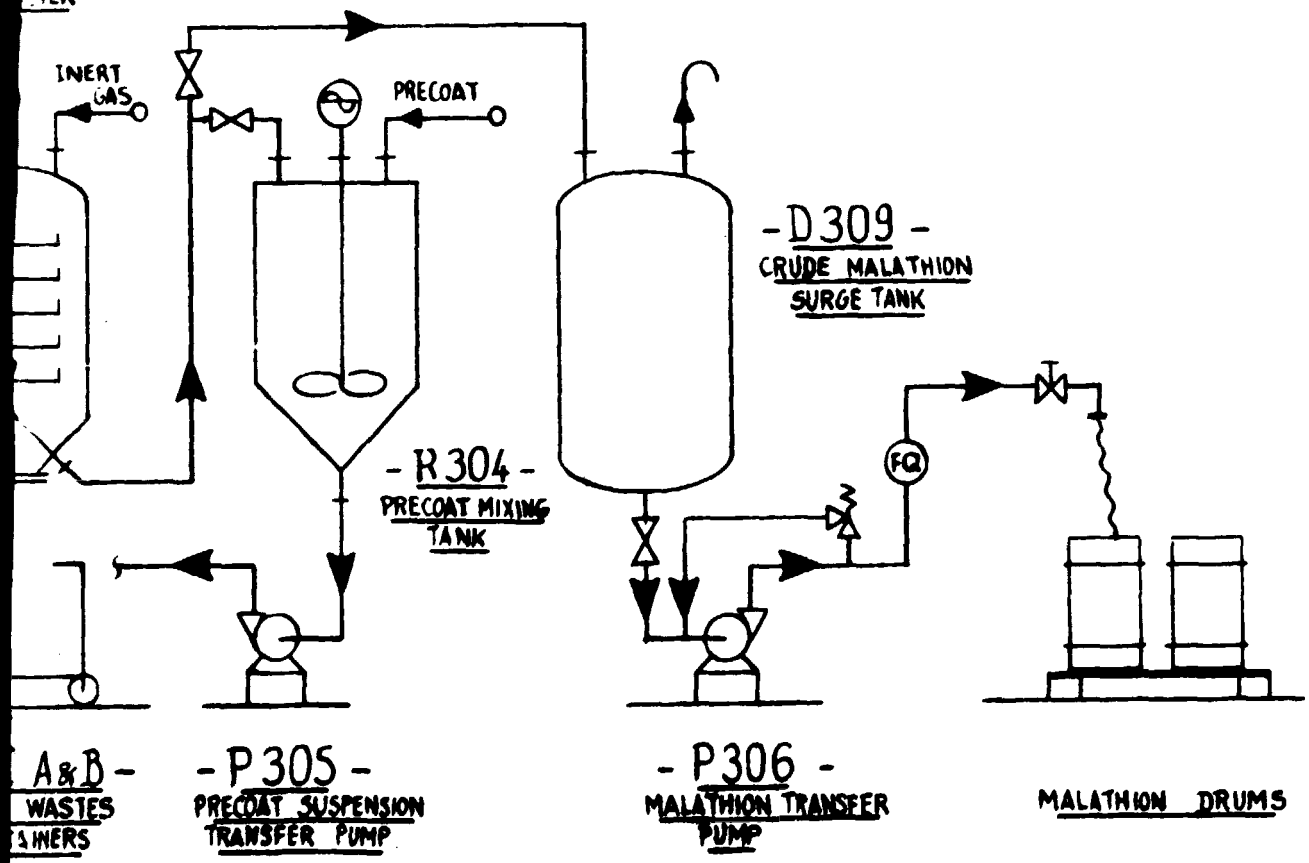 INERT
GAS
PRECOAT
- D309 -
CRUDE MALATHION
SURGE TANK
- R304 -
PRECOAT MIXING
TANK
FQ
A&B -
WASTES
- P305 -
PRECOAT SUSPENSION
TRANSFER PUMP
- P306 -
MALATHION TRANSFER
PUMP
MALATHION DRUMS